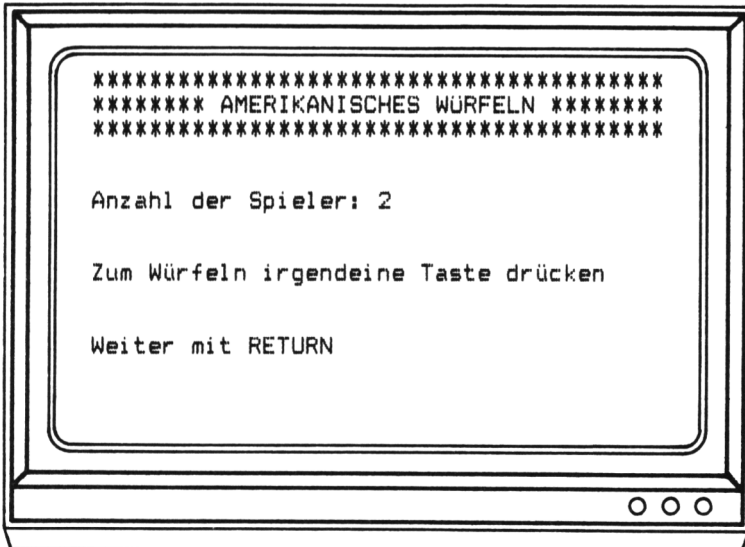 ****************************************
******** AMERIKANISCHES WÜRFELN ********
****************************************
Anzahl der Spieler: 2
Zum Würfeln irgendeine Taste drücken
Weiter mit RETURN